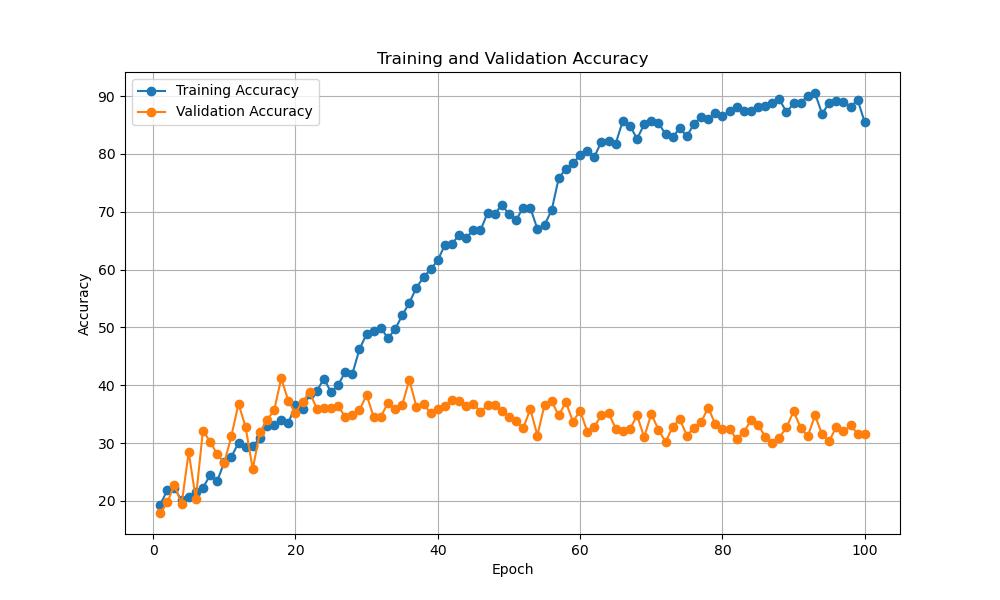 Training and Validation Accuracy
Training Accuracy
Validation Accuracy
90
80
70
60
50
40
30
20
Accuracy
0 20 40 60 80 100
Epoch